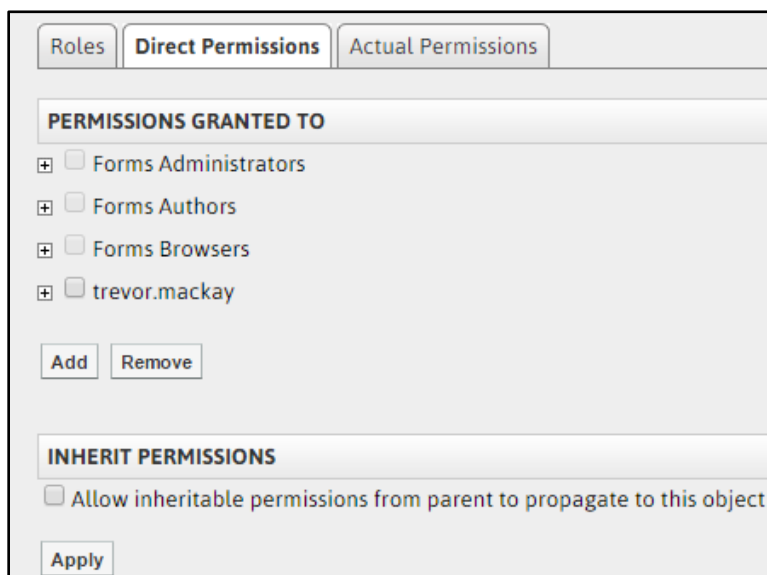 Roles Direct Permissions Actual Permissions
PERMISSIONS GRANTED TO
Forms Administrators
Forms Authors
Forms Browsers
trevor.mackay
Add Remove
INHERIT PERMISSIONS
Allow inheritable permissions from parent to propagate to this object
Apply